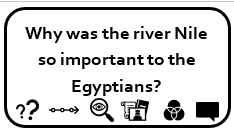 Why was the river Nile
so important to the
Egyptians?
??